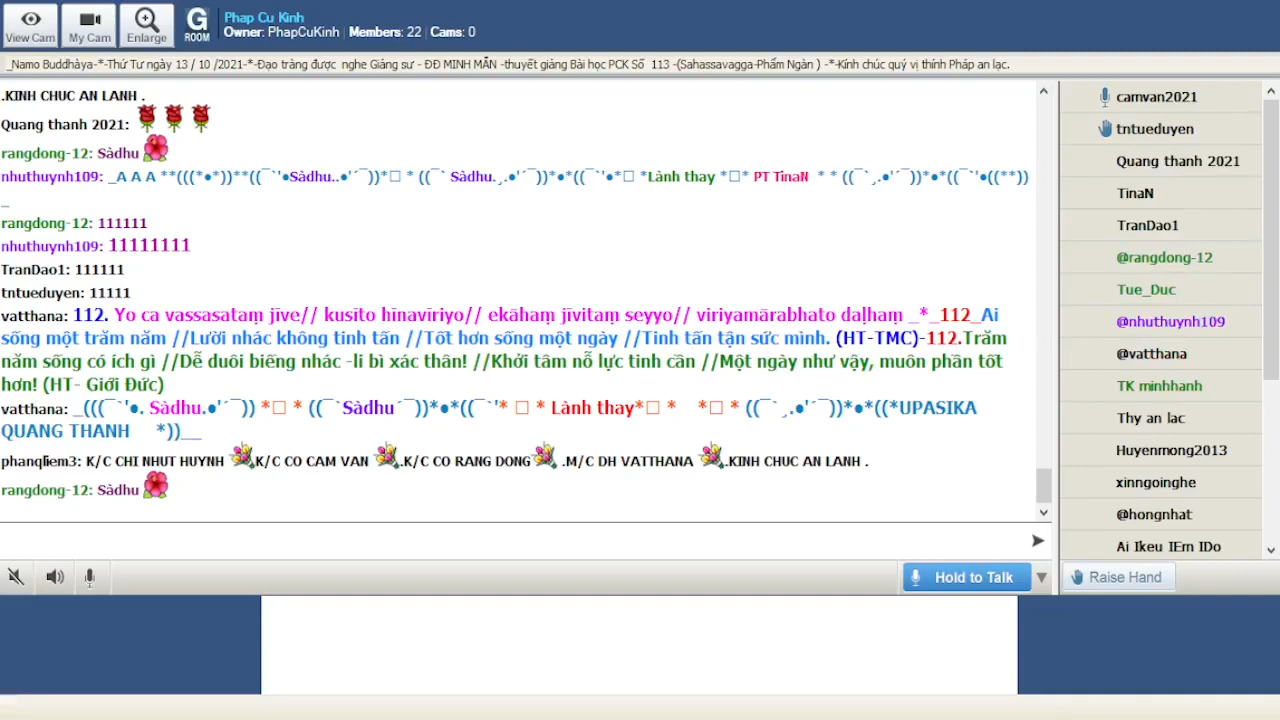 View Cam
My Cam
Enlarge
G
ROOM
Phap Cu Kinh
Owner: PhapCuKinh | Members: 22 | Cams: 0
_Namo Buddhàya-*-Thứ Tư ngày 13 / 10 /2021-*-Đạo tràng được nghe Giảng sư - ĐĐ MINH MẪN -thuyết giảng Bài học PCK Số 113 -(Sahassavagga-Phẩm Ngàn ) -*-Kính chúc quý vị thính Pháp an lạc.
.KINH CHUC AN LANH .
Quang thanh 2021:
rangdong-12: Sàdhu
nhuthuynh109: _A A A **(((*●*))**((¯`'●Sàdhu..●'´¯))*□ * ((¯` Sàdhu.¸.●'´¯))*●*((¯`'●*□ *Lành thay *□* PT TinaN * * ((¯`¸.●'´¯))*●*((¯`'●((**))
_
rangdong-12: 111111
nhuthuynh109: 11111111
TranDao1: 111111
tntueduyen: 11111
vatthana: 112. Yo ca vassasataṃ jīve// kusīto hīnavīriyo// ekāhaṃ jīvitaṃ seyyo// viriyamārabhato daḷhaṃ _*_112_Ai
sống một trăm năm //Lười nhác không tinh tấn //Tốt hơn sống một ngày //Tinh tấn tận sức mình. (HT-TMC)-112.Trăm
năm sống có ích gì //Dễ duôi biếng nhác -li bì xác thân! //Khởi tâm nỗ lực tinh cần //Một ngày như vậy, muôn phần tốt
hơn! (HT- Giới Đức)
vatthana: _(((¯`'●. Sàdhu.●'´¯)) *□ * ((¯`Sàdhu´¯))*●*((¯`'* □ * Lành thay*□ * *□ * ((¯`¸.●'´¯))*●*((*UPASIKA
QUANG THANH *))__
phanqliem3: K/C CHI NHUT HUYNH .K/C CO CAM VAN .K/C CO RANG DONG .M/C DH VATTHANA .KINH CHUC AN LANH .
rangdong-12: Sàdhu
Hold to Talk
camvan2021
tntueduyen
Quang thanh 2021
TinaN
TranDao1
@rangdong-12
Tue_Duc
@nhuthuynh109
@vatthana
TK minhhanh
Thy an lac
Huyenmong2013
xinngoinghe
@hongnhat
Ai Ikeu IEm IDo
Raise Hand